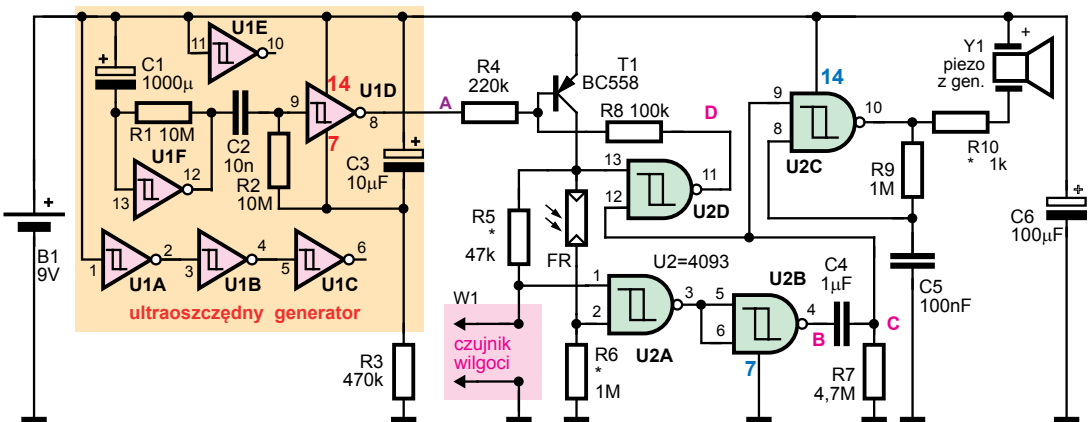 U1E
11
10
+
C1
1000µ
R1 10M
U1F
13
12
C2
10n
R2
10M
9
14
U1D
8
7
C3
10µF
+
1
2
U1A
3
4
U1B
5
6
U1C
ultraoszczędny generator
+
B1
9V
R3
470k
A
R4
220k
T1
BC558
R8 100k
D
13
12
11
U2D
R5
*
47k
FR
W1
czujnik
wilgoci
1
2
3
U2A
R6
*
1M
U2=4093
U2B
5
6
4
7
B
C4
1µF
C
R7
4,7M
14
9
8
10
U2C
R9
1M
R10
* 1k
Y1
piezo
z gen.
+
C5
100nF
C6
100µF
+